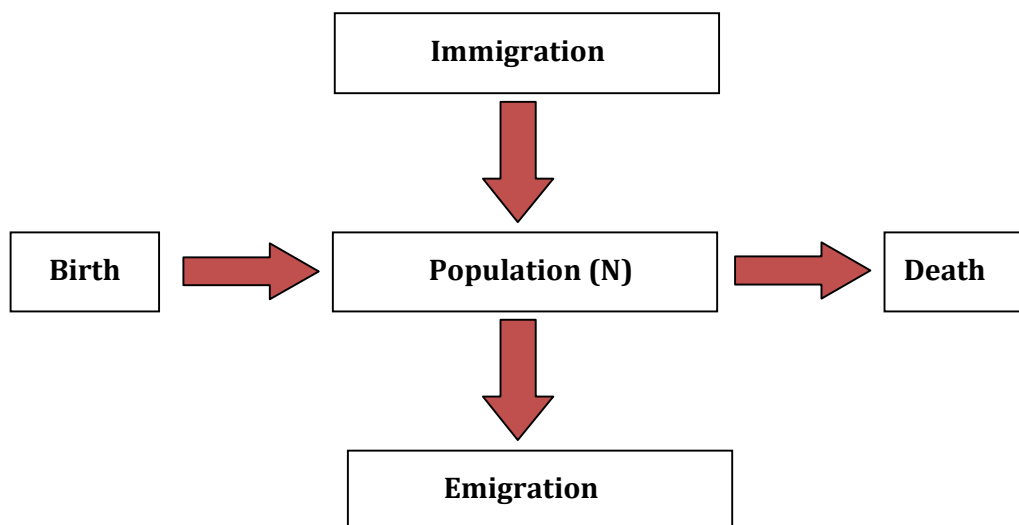 Immigration
Birth
Population (N)
Death
Emigration